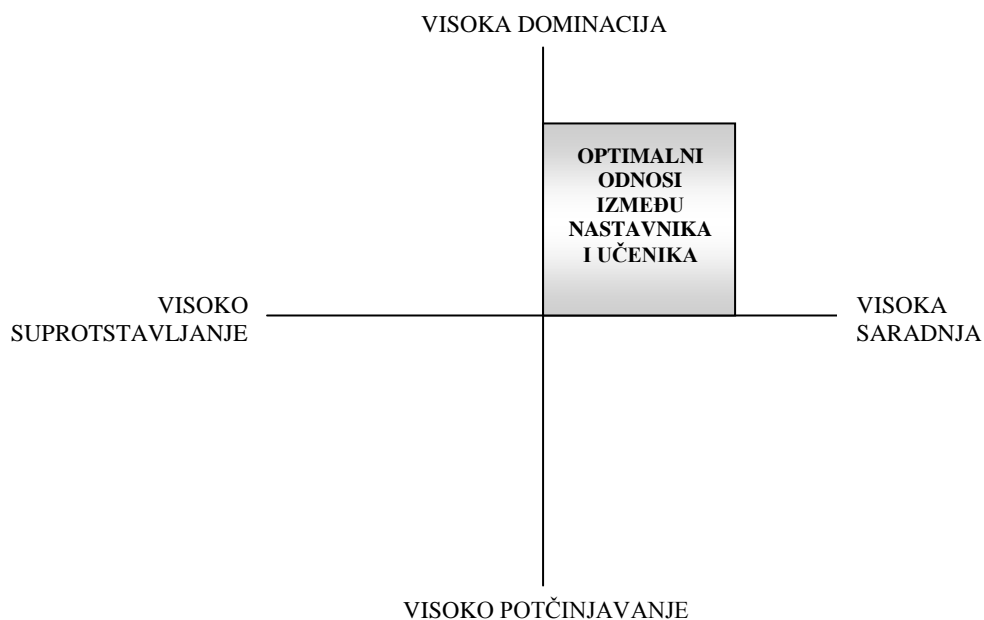 VISOKA DOMINACIJA
OPTIMALNI
ODNOSI
IZMEĐU
NASTAVNIKA
I UČENIKA
VISOKO
SUPROTSTAVLJANJE
VISOKA
SARADNJA
VISOKO POTČINJAVANJE